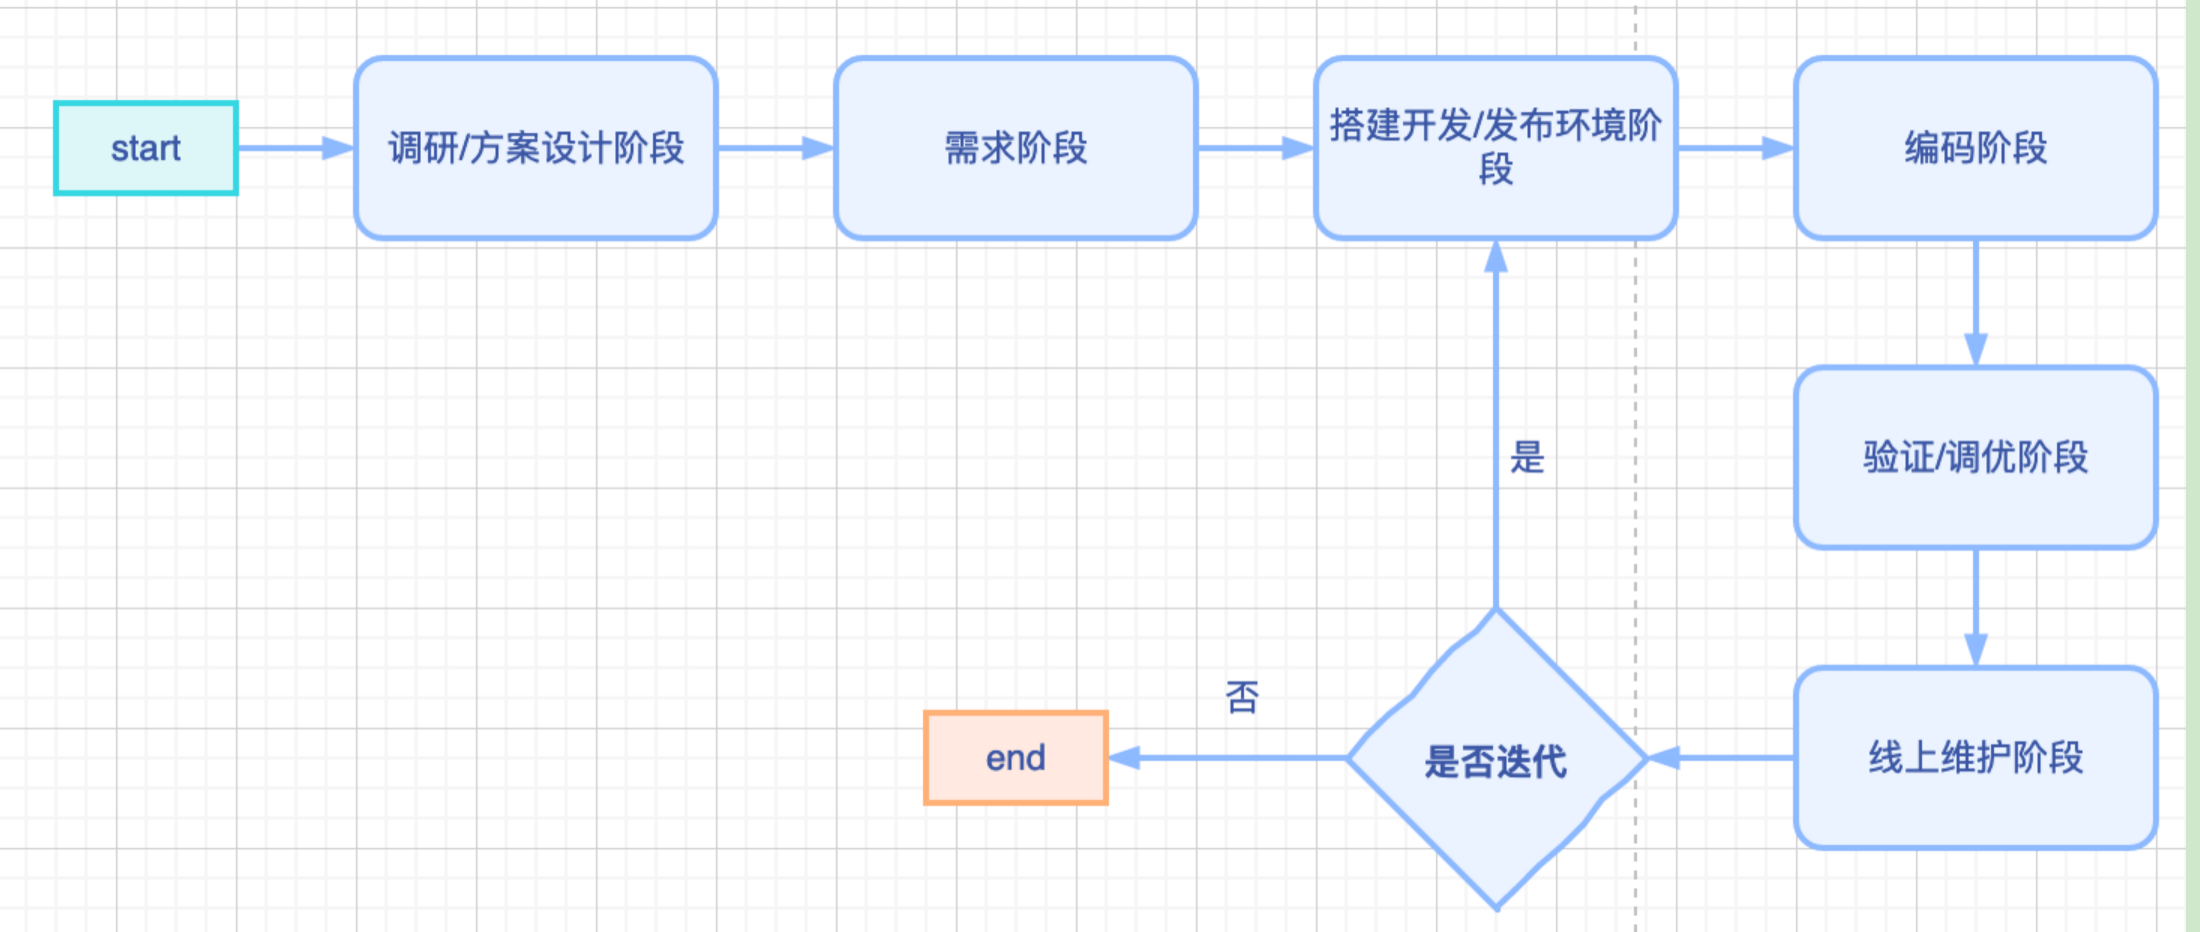 start
调研/方案设计阶段
需求阶段
搭建开发/发布环境阶
段
编码阶段
验证/调优阶段
是
否
end
是否迭代
线上维护阶段